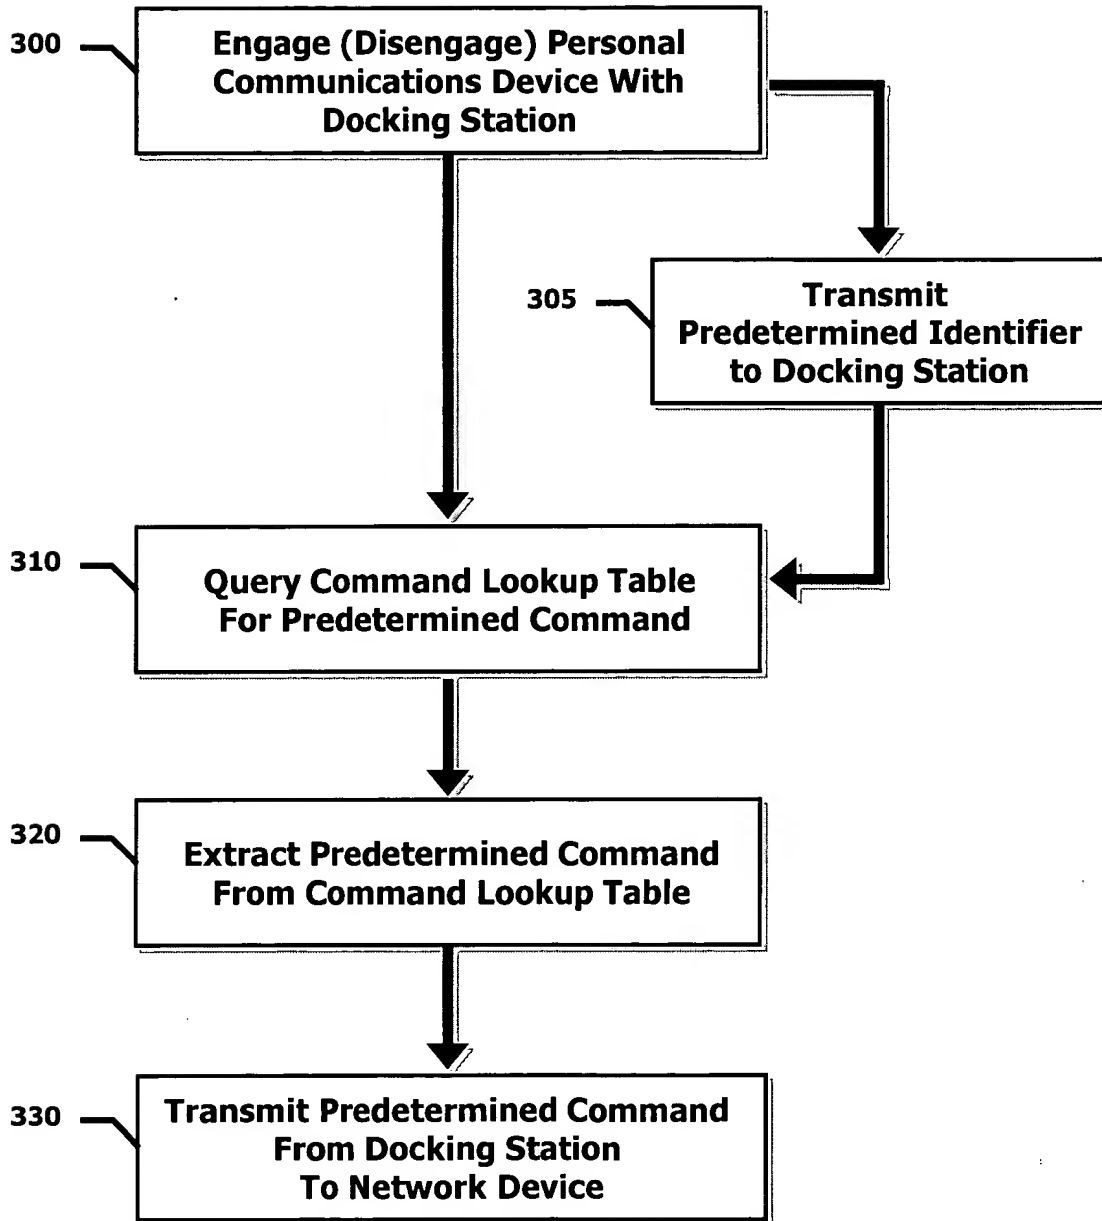 300
Engage (Disengage) Personal
Communications Device With
Docking Station
305
Transmit
Predetermined Identifier
to Docking Station
310
Query Command Lookup Table
For Predetermined Command
320
Extract Predetermined Command
From Command Lookup Table
330
Transmit Predetermined Command
From Docking Station
To Network Device